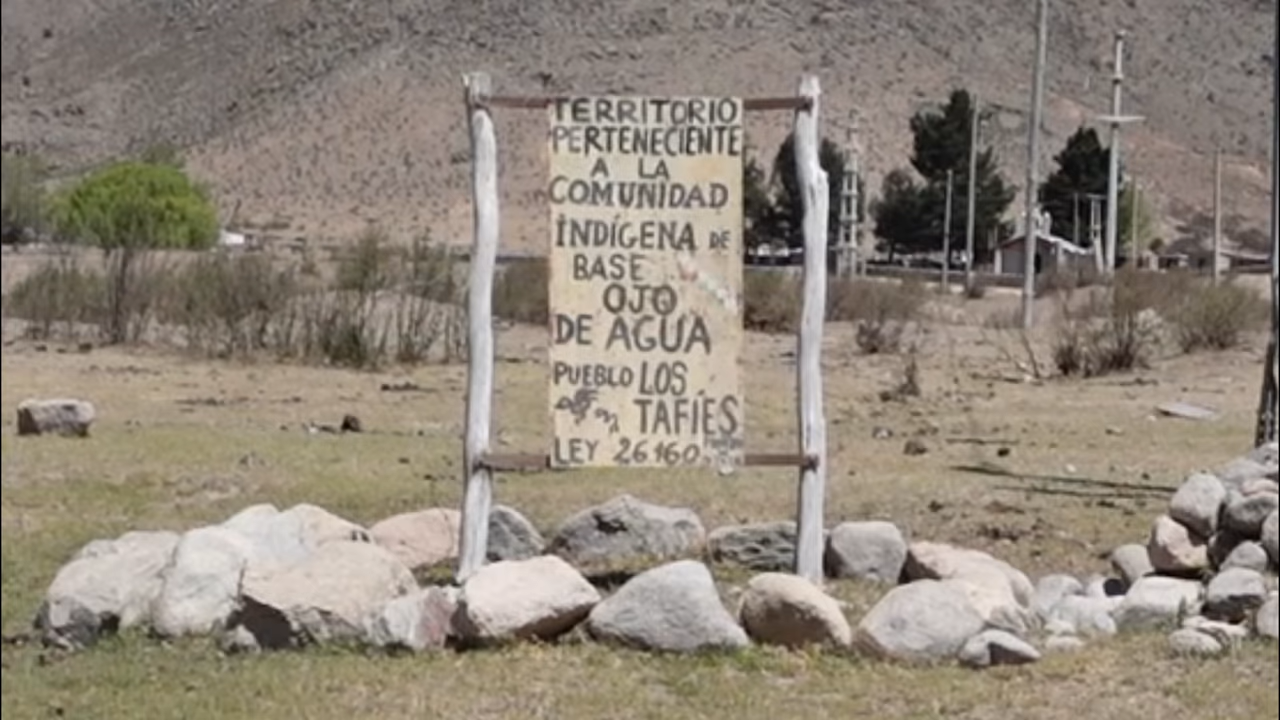 TERRITORIO
PERTENECIENTE
A LA
COMUNIDAD
INDÍGENA DE
BASE
OJO
DE AGUA
PUEBLO LOS
TAFÍES
LEY 26160